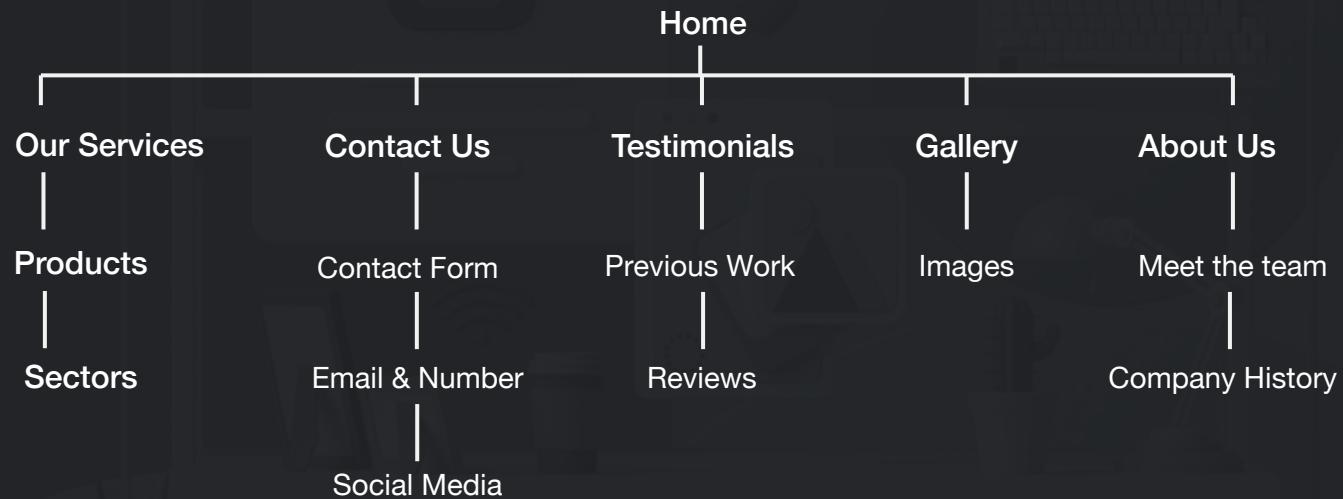 Home
Our Services
Contact Us
Testimonials
Gallery
About Us
Products
Contact Form
Previous Work
Images
Meet the team
Sectors
Email & Number
Reviews
Company History
Social Media